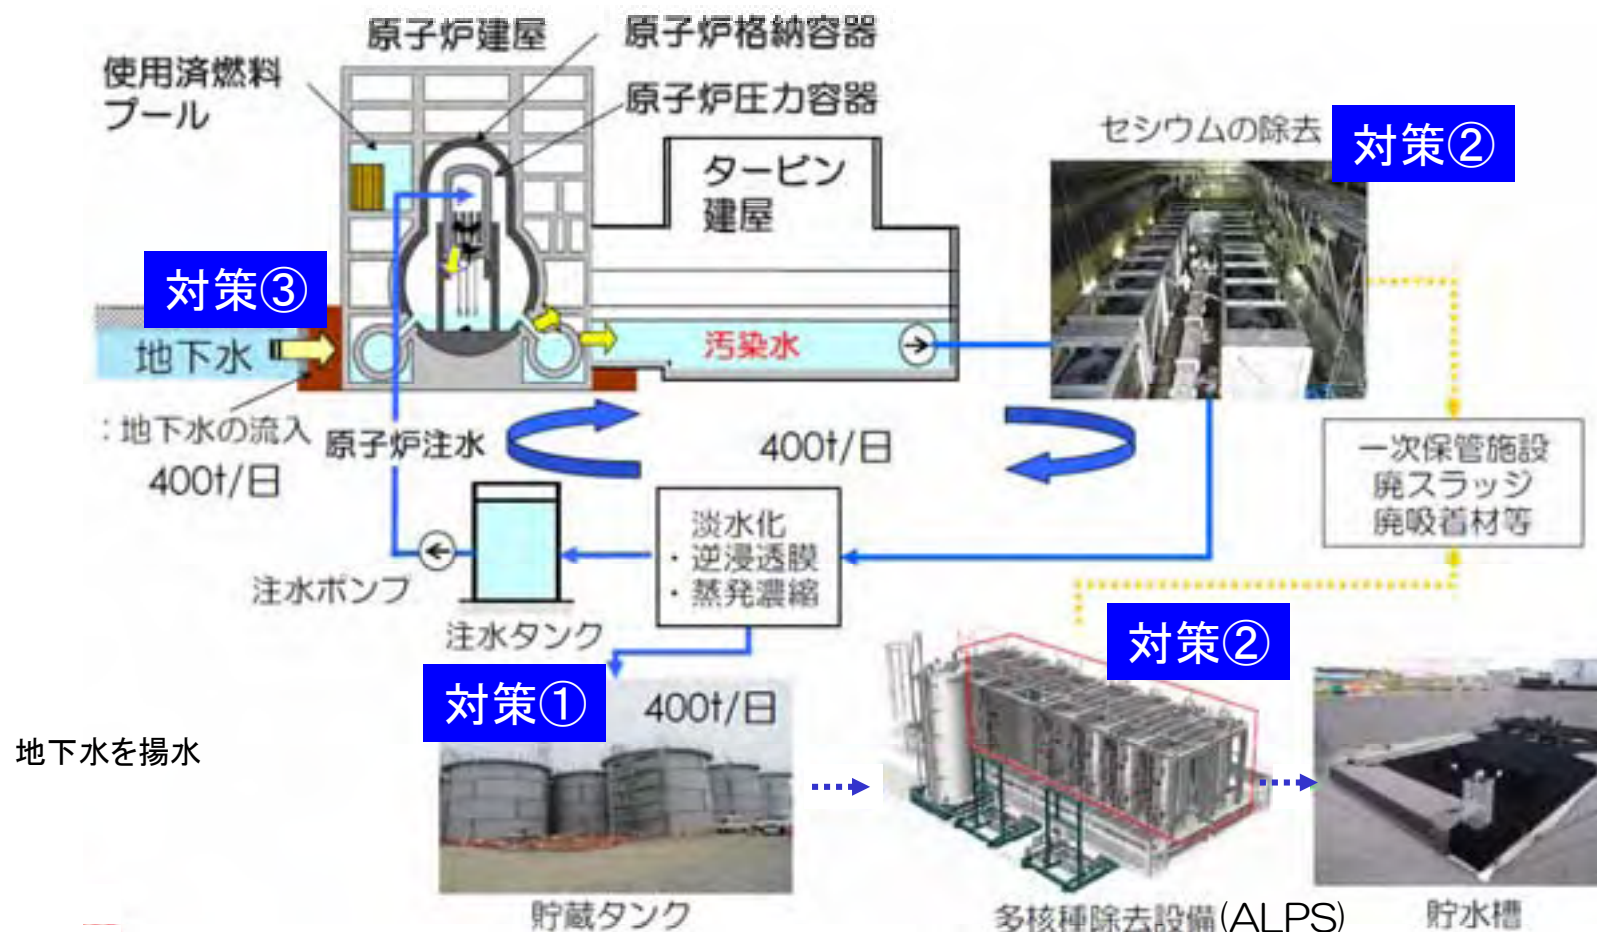 原子炉建屋
原子炉格納容器
使用済燃料
プール
原子炉圧力容器
セシウムの除去
対策②
タービン
建屋
対策③
地下水
汚染水
：地下水の流入
400t/日
原子炉注水
400t/日
一次保管施設
廃スラッジ
廃吸着材等
淡水化
・逆浸透膜
・蒸発濃縮
注水ポンプ
注水タンク
対策②
対策①
400t/日
地下水を揚水
貯蔵タンク
多核種除去設備(ALPS)
貯水槽